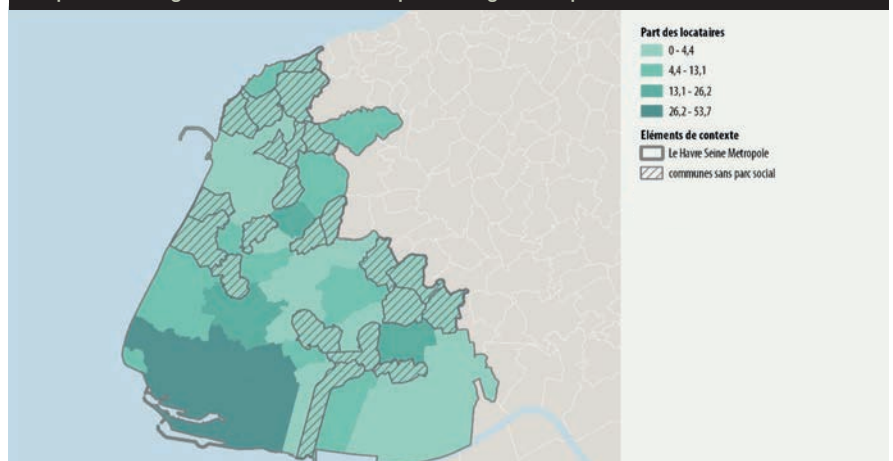 Part des locataires
0 - 4,4
4,4 - 13,1
13,1 - 26,2
26,2 - 53,7
Eléments de contexte
Le Havre Seine Metropole
communes sans parc social